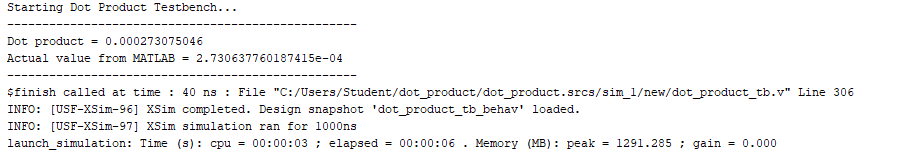 Starting Dot Product Testbench...
--------------------------------------------------
Dot product = 0.000273075046
Actual value from MATLAB = 2.730637760187415e-04
--------------------------------------------------
$finish called at time : 40 ns : File "C:/Users/Student/dot_product/dot_product.srcs/sim_1/new/dot_product_tb.v" Line 306
INFO: [USF-XSim-96] XSim completed. Design snapshot 'dot_product_tb_behav' loaded.
INFO: [USF-XSim-97] XSim simulation ran for 1000ns
launch_simulation: Time (s): cpu = 00:00:03 ; elapsed = 00:00:06 . Memory (MB): peak = 1291.285 ; gain = 0.000